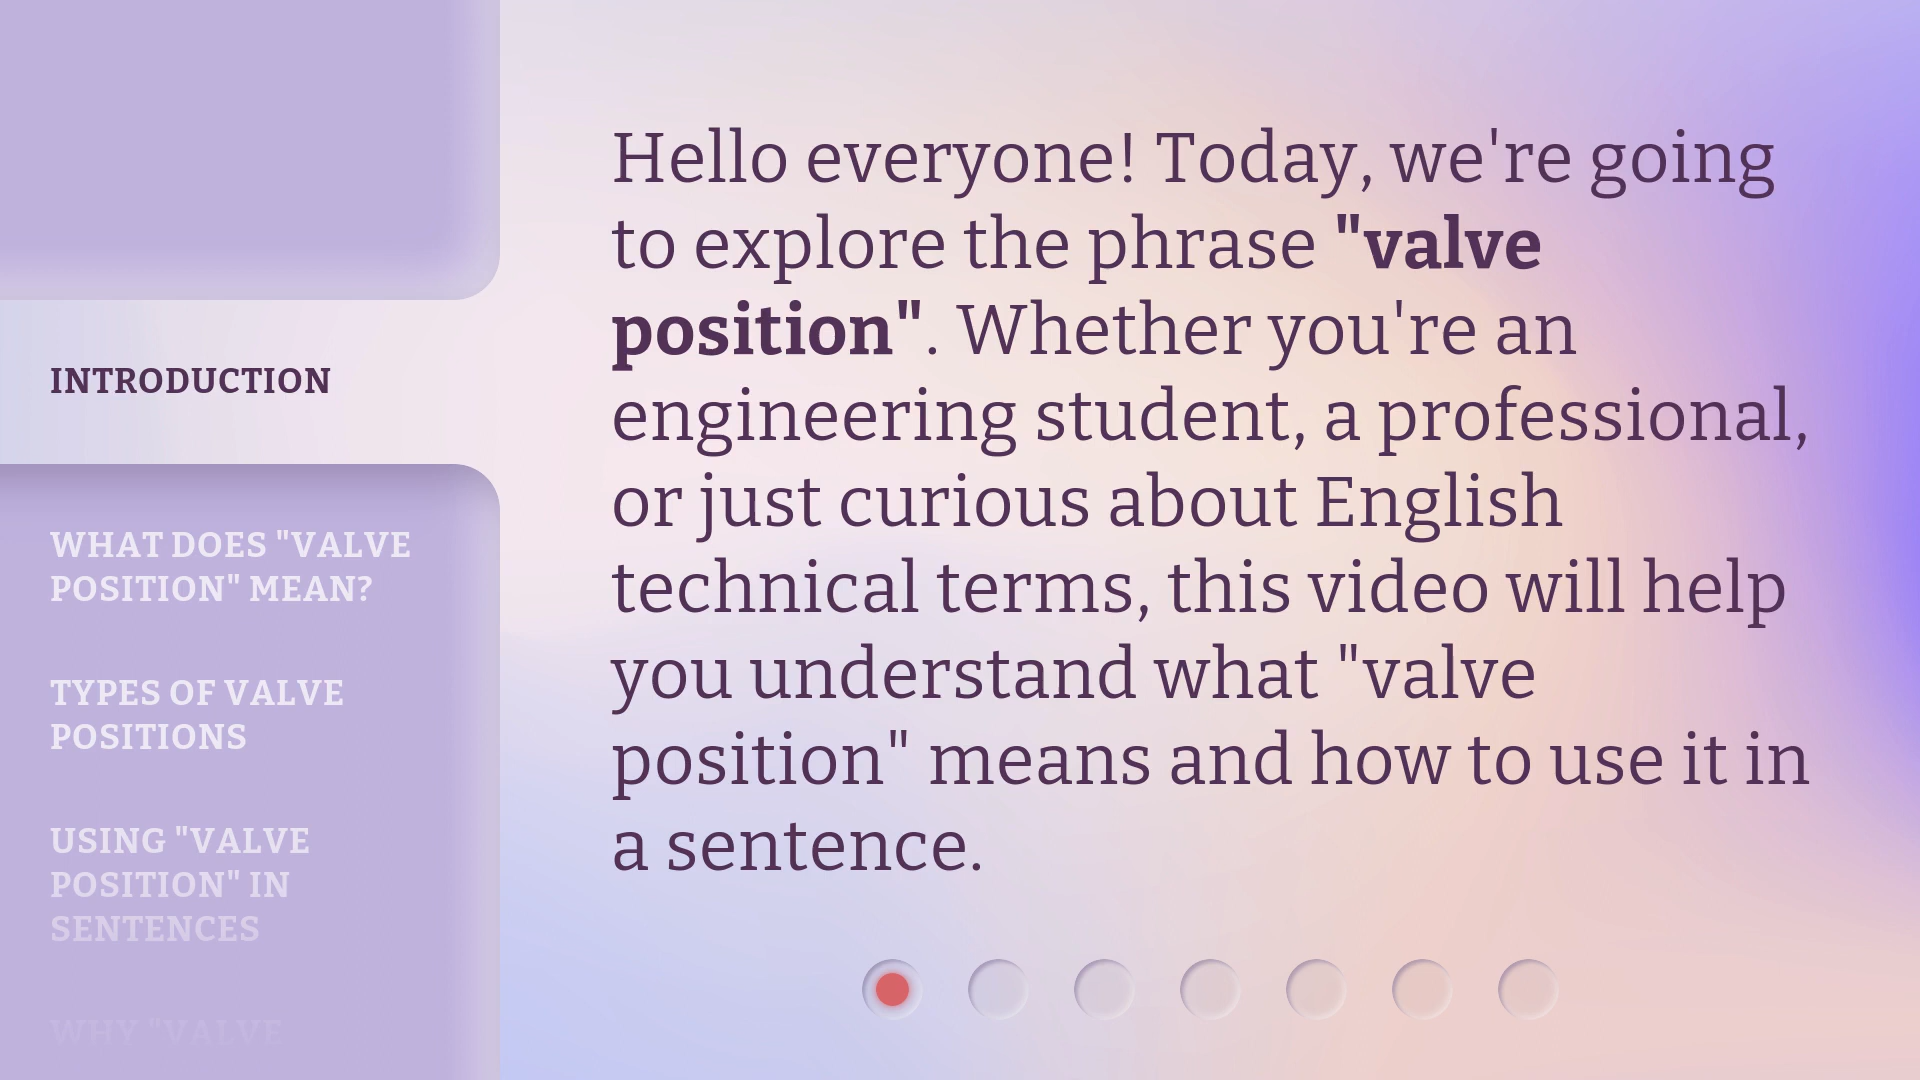 INTRODUCTION
WHAT DOES "VALVE
POSITION" MEAN?
TYPES OF VALVE
POSITIONS
USING "VALVE
POSITION" IN
SENTENCES
WHY "VALVE
Hello everyone! Today, we're going
to explore the phrase "valve
position". Whether you're an
engineering student, a professional,
or just curious about English
technical terms, this video will help
you understand what "valve
position" means and how to use it in
a sentence.